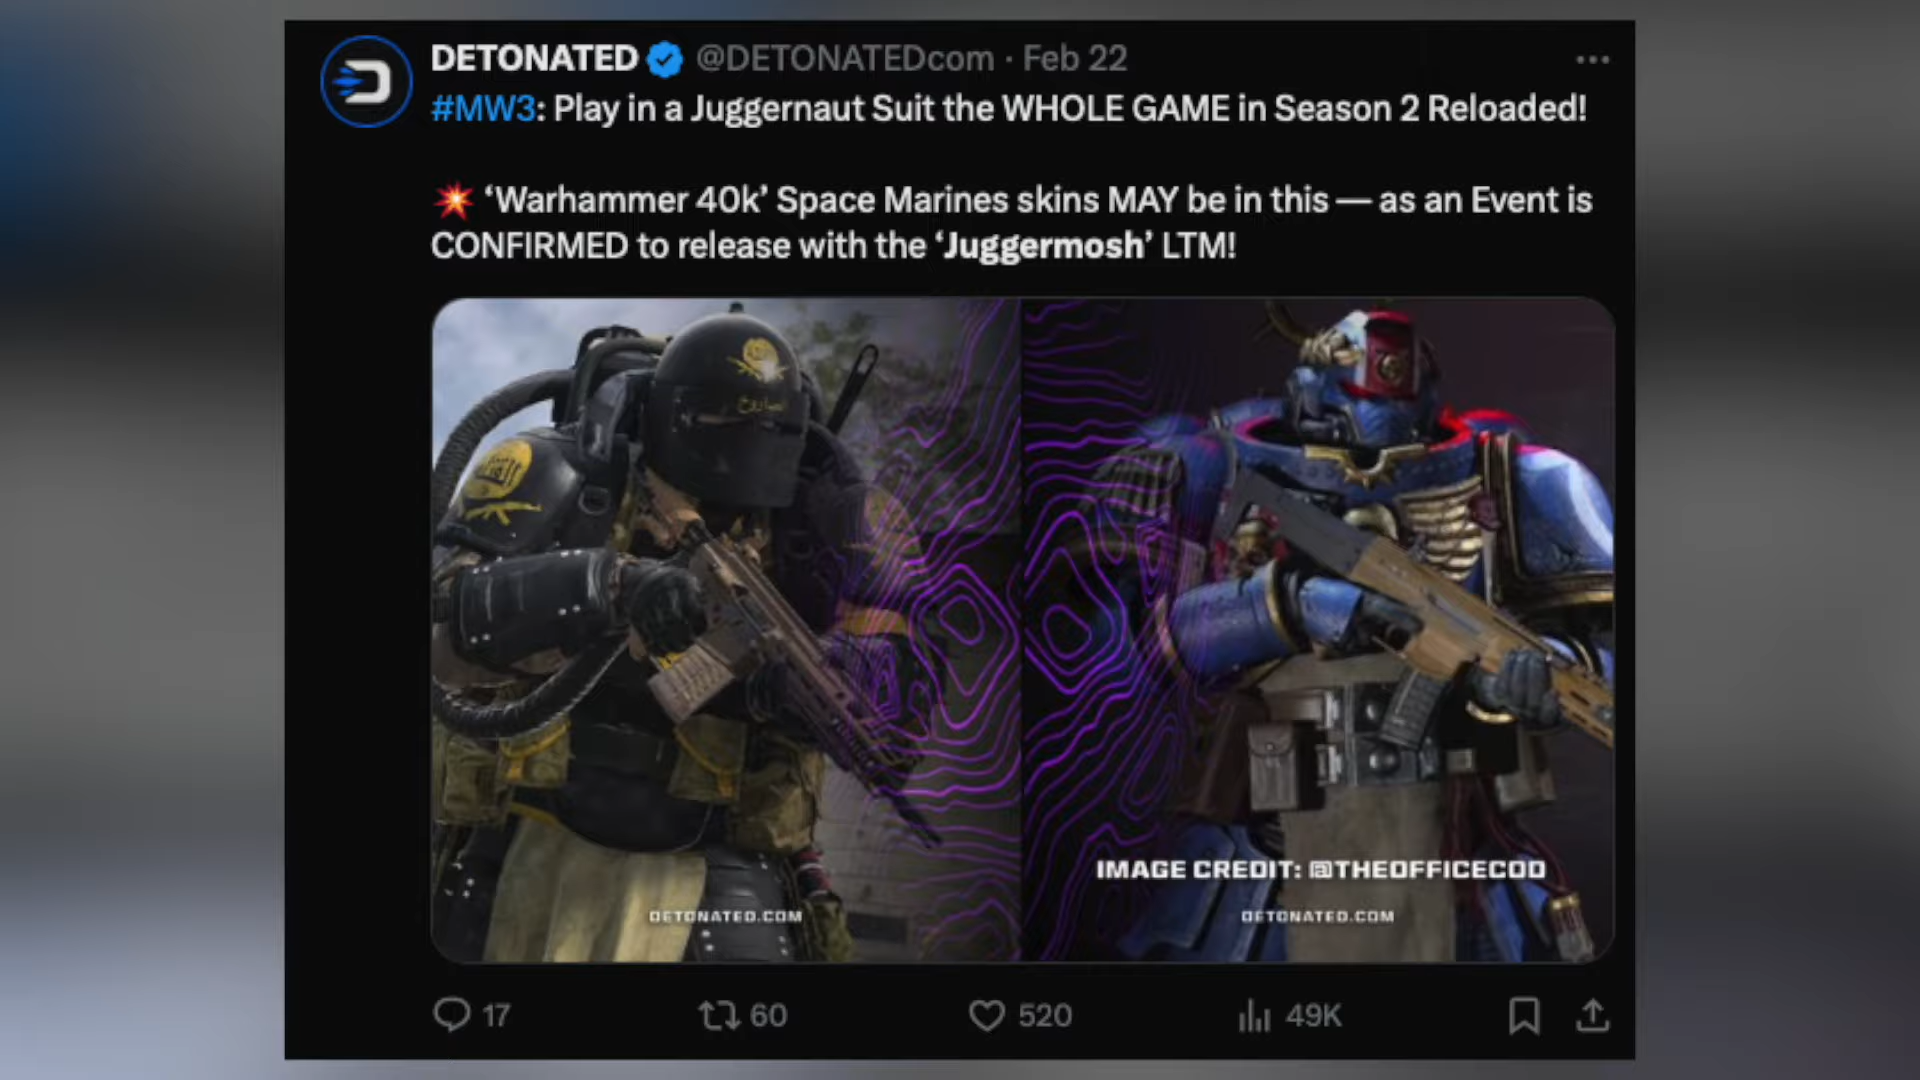 DETONATED @DETONATEDcom · Feb 22
#MW3: Play in a Juggernaut Suit the WHOLE GAME in Season 2 Reloaded!
💥 ‘Warhammer 40k’ Space Marines skins MAY be in this — as an Event is
CONFIRMED to release with the ‘Juggermosh’ LTM!
IMAGE CREDIT: @THEOFFICECOD
DETONATED.COM
DETONATED.COM
17 60 520 49K